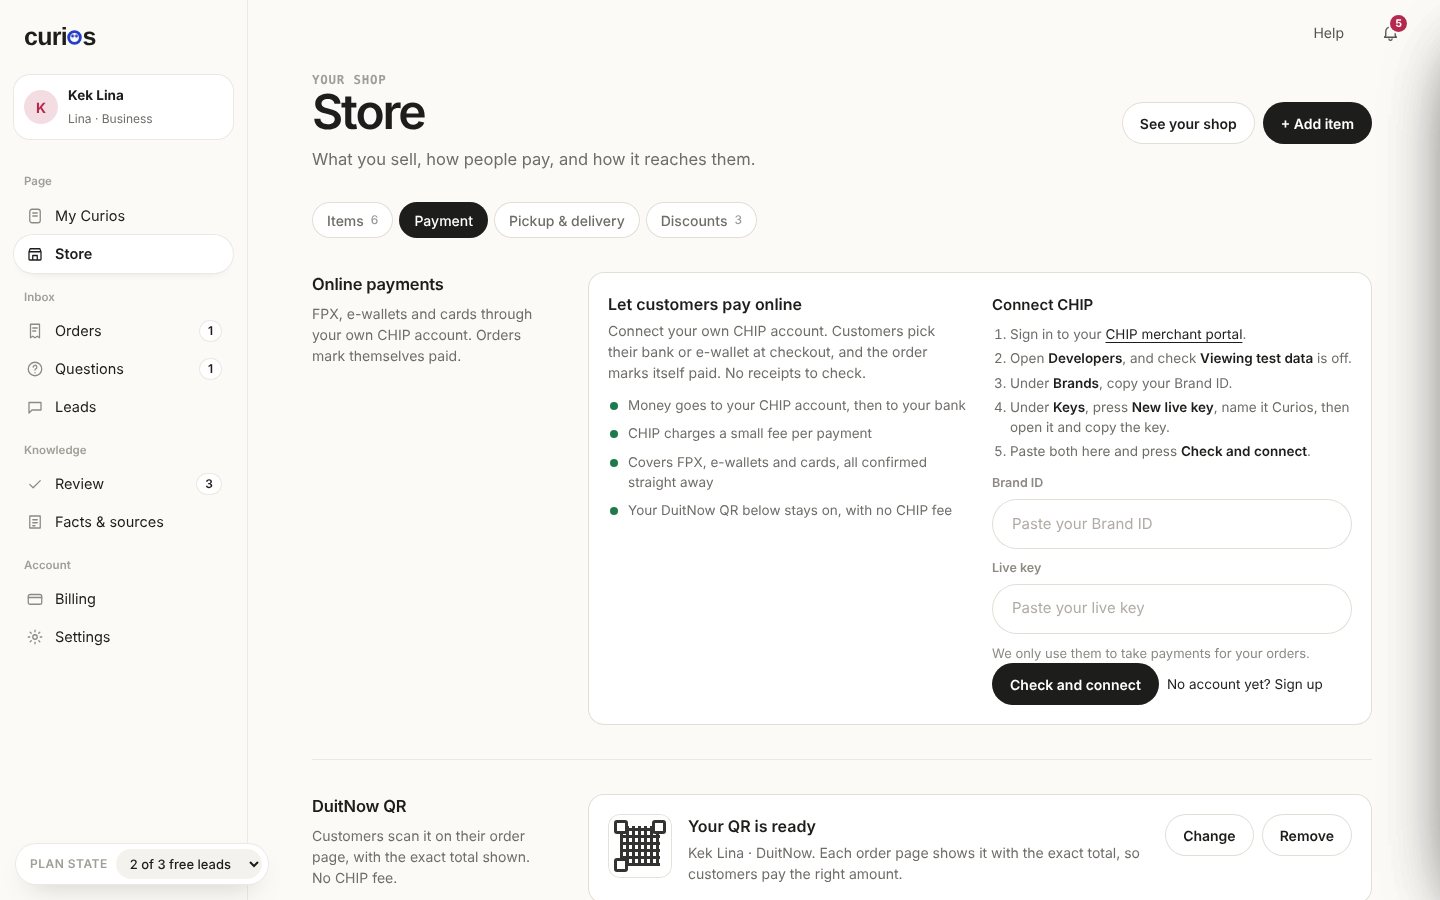 curios
Help
5
K
Kek Lina
Lina · Business
Page
My Curios
Store
Inbox
Orders 1
Questions 1
Leads
Knowledge
Review 3
Facts & sources
Account
Billing
Settings
PLAN STATE 2 of 3 free leads
YOUR SHOP
Store
What you sell, how people pay, and how it reaches them.
See your shop
+ Add item
Items 6
Payment
Pickup & delivery
Discounts 3
Online payments
FPX, e-wallets and cards through
your own CHIP account. Orders
mark themselves paid.
Let customers pay online
Connect your own CHIP account. Customers pick
their bank or e-wallet at checkout, and the order
marks itself paid. No receipts to check.
Money goes to your CHIP account, then to your bank
CHIP charges a small fee per payment
Covers FPX, e-wallets and cards, all confirmed
straight away
Your DuitNow QR below stays on, with no CHIP fee
Connect CHIP
1. Sign in to your CHIP merchant portal.
2. Open Developers, and check Viewing test data is off.
3. Under Brands, copy your Brand ID.
4. Under Keys, press New live key, name it Curios, then
open it and copy the key.
5. Paste both here and press Check and connect.
Brand ID
Paste your Brand ID
Live key
Paste your live key
We only use them to take payments for your orders.
Check and connect
No account yet? Sign up
DuitNow QR
Customers scan it on their order
page, with the exact total shown.
No CHIP fee.
Your QR is ready
Kek Lina · DuitNow. Each order page shows it with the exact total, so
customers pay the right amount.
Change
Remove